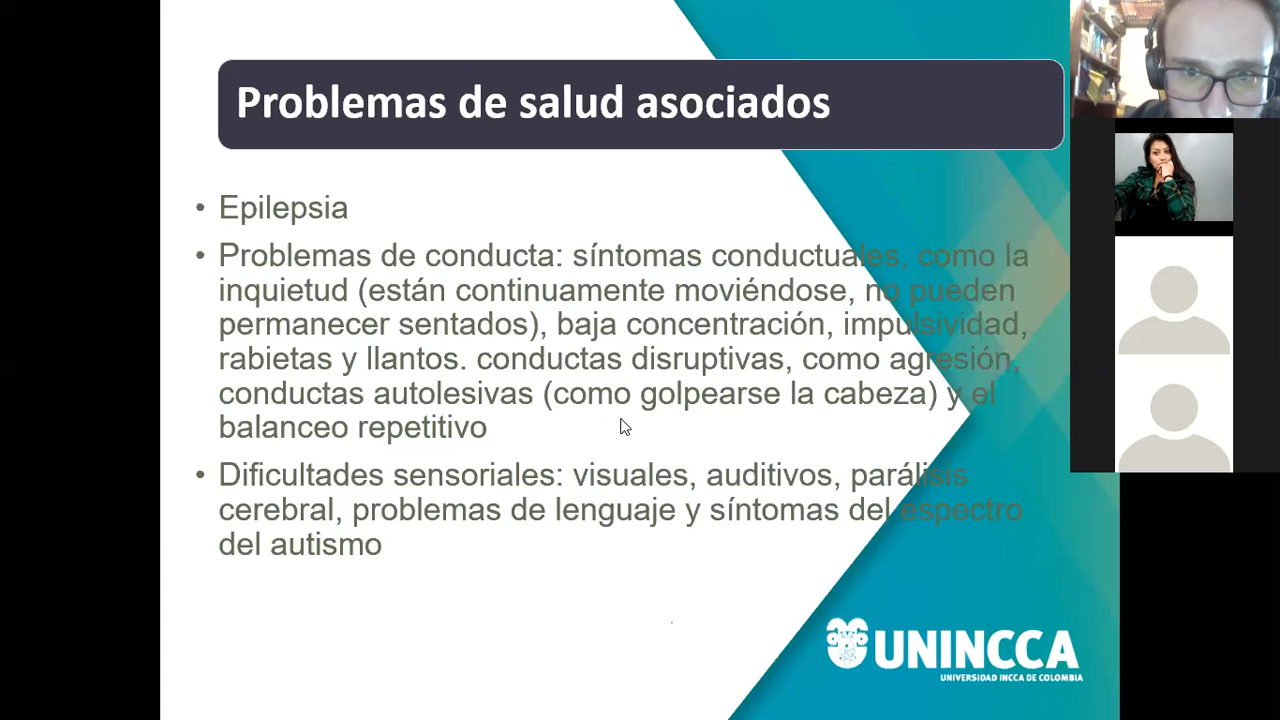 Problemas de salud asociados
• Epilepsia
• Problemas de conducta: síntomas conductuales, como la
inquietud (están continuamente moviéndose, no pueden
permanecer sentados), baja concentración, impulsividad,
rabietas y llantos. conductas disruptivas, como agresión,
conductas autolesivas (como golpearse la cabeza) y el
balanceo repetitivo
• Dificultades sensoriales: visuales, auditivos, parálisis
cerebral, problemas de lenguaje y síntomas del espectro
del autismo
UNINCCA
UNIVERSIDAD INCCA DE COLOMBIA